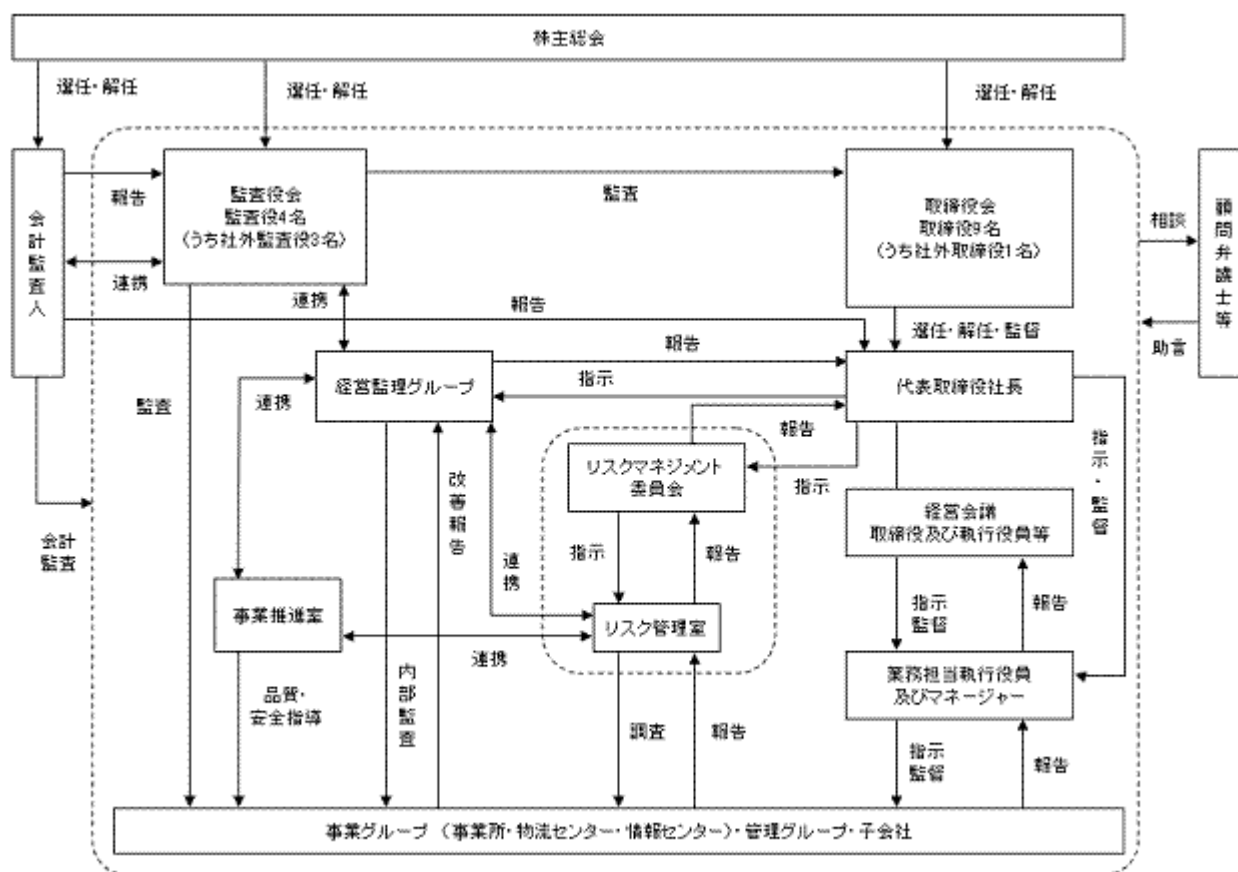 株主総会
選任・解任
選任・解任
選任・解任
会計監査人
報告
監査役会
監査役4名
（うち社外監査役3名）
監査
取締役会
取締役9名
（うち社外取締役1名）
相談
顧問弁護士等
連携
連携
報告
選任・解任・監督
助言
報告
経営監理グループ
指示
代表取締役社長
連携
監査
報告
指示・監督
リスクマネジメント
委員会
指示
改善報告
経営会議
取締役及び執行役員等
会計
監査
指示
報告
連携
事業推進室
リスク管理室
指示
監督
報告
連携
業務担当執行役員
及びマネージャー
品質・
安全指導
内部監査
調査
報告
指示
監督
報告
事業グループ（事業所・物流センター・情報センター）・管理グループ・子会社